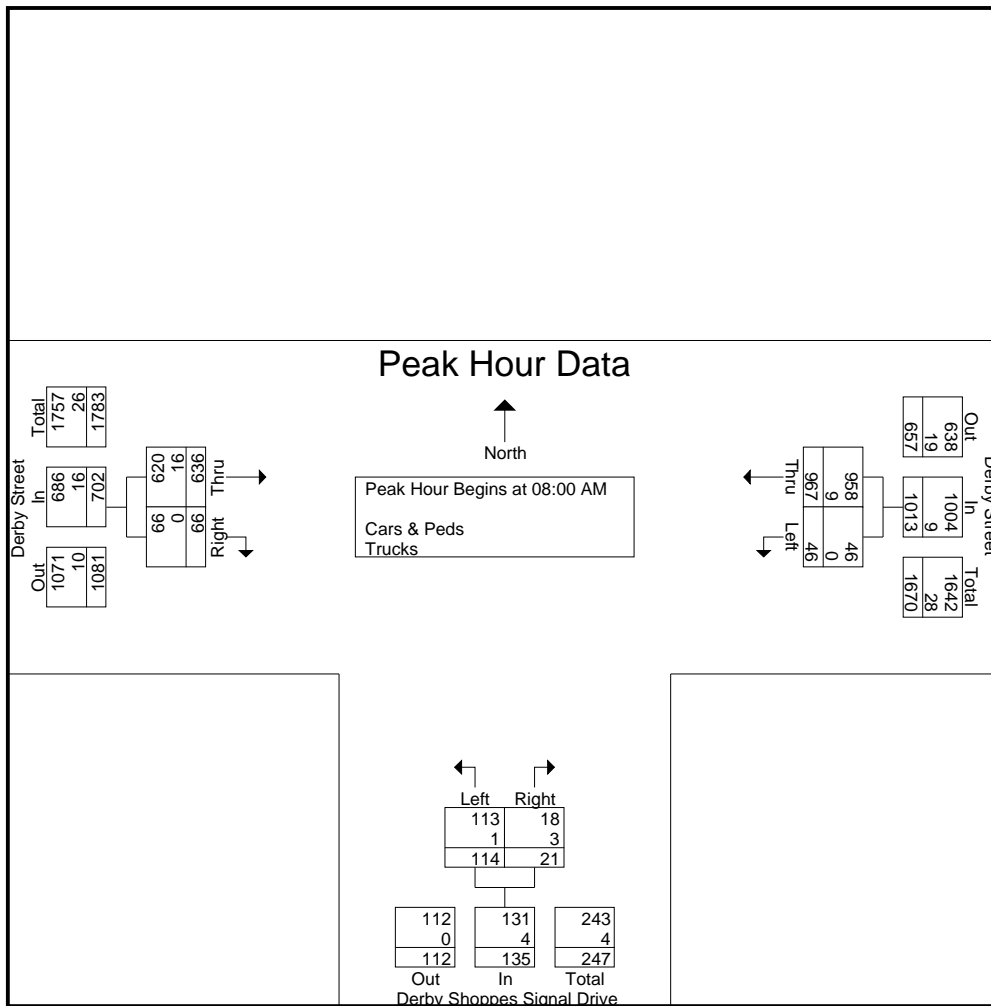 Peak Hour Data
North
Peak Hour Begins at 08:00 AM
Cars & Peds
Trucks
Derby Street
Out In Total
1071 686 1757
10 16 26
1081 702 1783
Right Thru
66 620
0 16
66 636
Derby Street
Out In Total
638 1004 1642
19 9 28
657 1013 1670
Thru Left
958 46
9 0
967 46
Left Right
113 18
1 3
114 21
112 131 243
0 4 4
112 135 247
Out In Total
Derby Shoppes Signal Drive